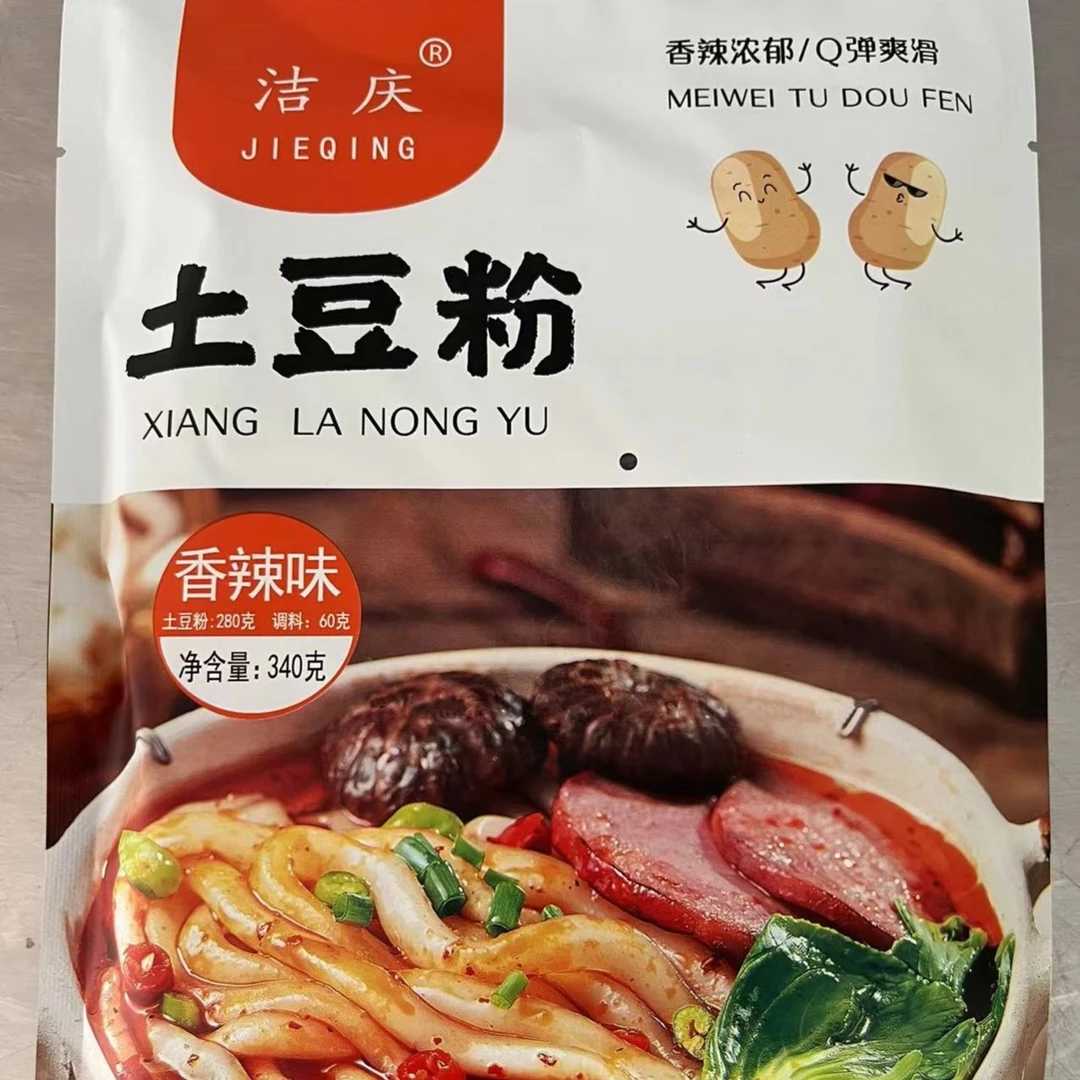 洁庆®
JIEQING
香辣浓郁/Q弹爽滑
MEIWEI TU DOU FEN
土豆粉
XIANG LA NONG YU
香辣味
土豆粉:280克 调料:60克
净含量:340克